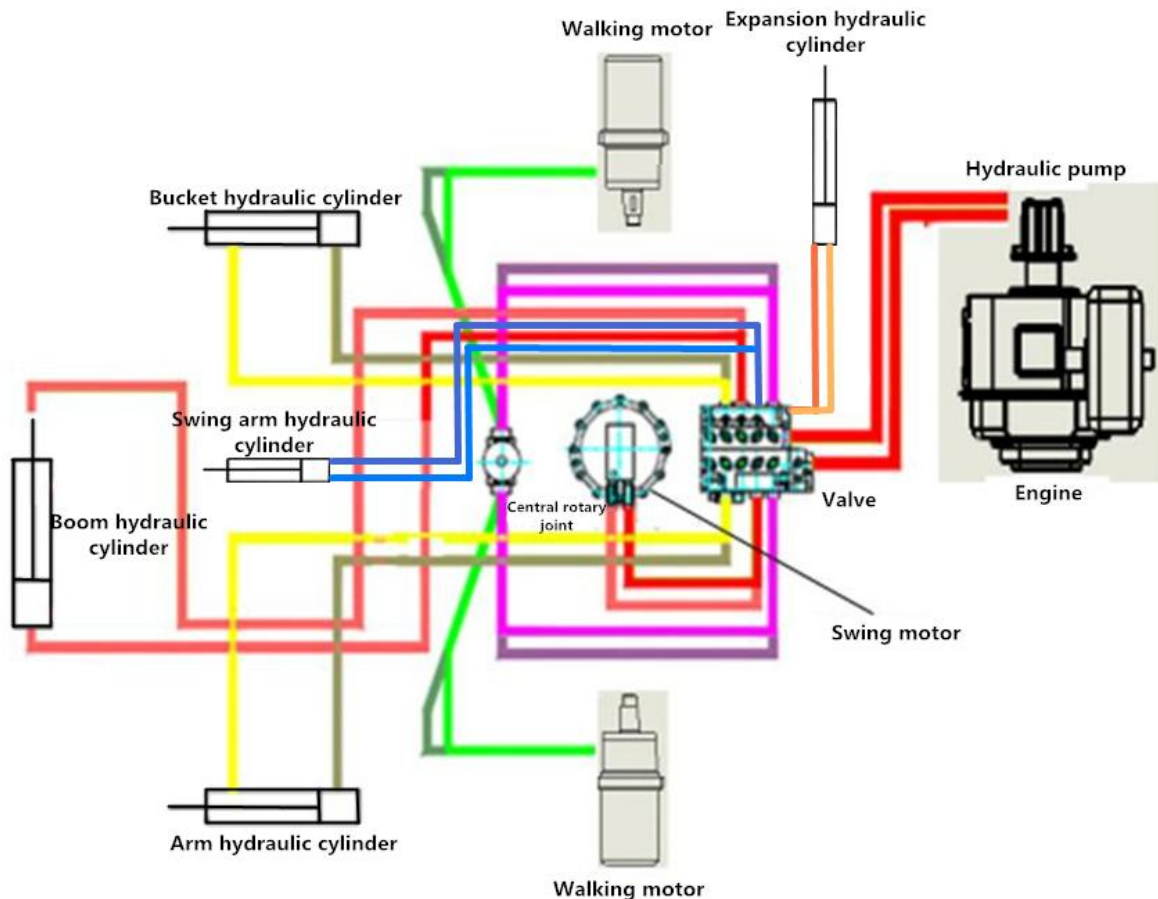 Walking motor
Expansion hydraulic
cylinder
Hydraulic pump
Bucket hydraulic cylinder
Swing arm hydraulic
cylinder
Central rotary
joint
Valve
Engine
Boom hydraulic
cylinder
Swing motor
Arm hydraulic cylinder
Walking motor